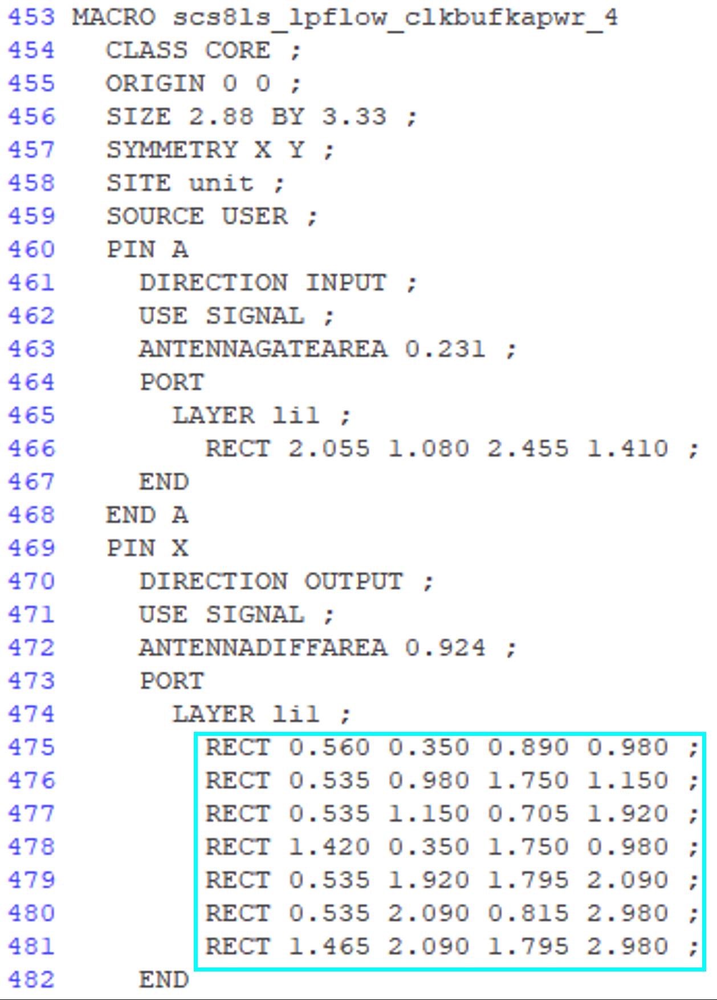 453 MACRO scs8ls_lpflow_clkbufkapwr_4
454 CLASS CORE ;
455 ORIGIN 0 0 ;
456 SIZE 2.88 BY 3.33 ;
457 SYMMETRY X Y ;
458 SITE unit ;
459 SOURCE USER ;
460 PIN A
461 DIRECTION INPUT ;
462 USE SIGNAL ;
463 ANTENNAGATEAREA 0.231 ;
464 PORT
465 LAYER li1 ;
466 RECT 2.055 1.080 2.455 1.410 ;
467 END
468 END A
469 PIN X
470 DIRECTION OUTPUT ;
471 USE SIGNAL ;
472 ANTENNADIFFAREA 0.924 ;
473 PORT
474 LAYER li1 ;
475 RECT 0.560 0.350 0.890 0.980 ;
476 RECT 0.535 0.980 1.750 1.150 ;
477 RECT 0.535 1.150 0.705 1.920 ;
478 RECT 1.420 0.350 1.750 0.980 ;
479 RECT 0.535 1.920 1.795 2.090 ;
480 RECT 0.535 2.090 0.815 2.980 ;
481 RECT 1.465 2.090 1.795 2.980 ;
482 END